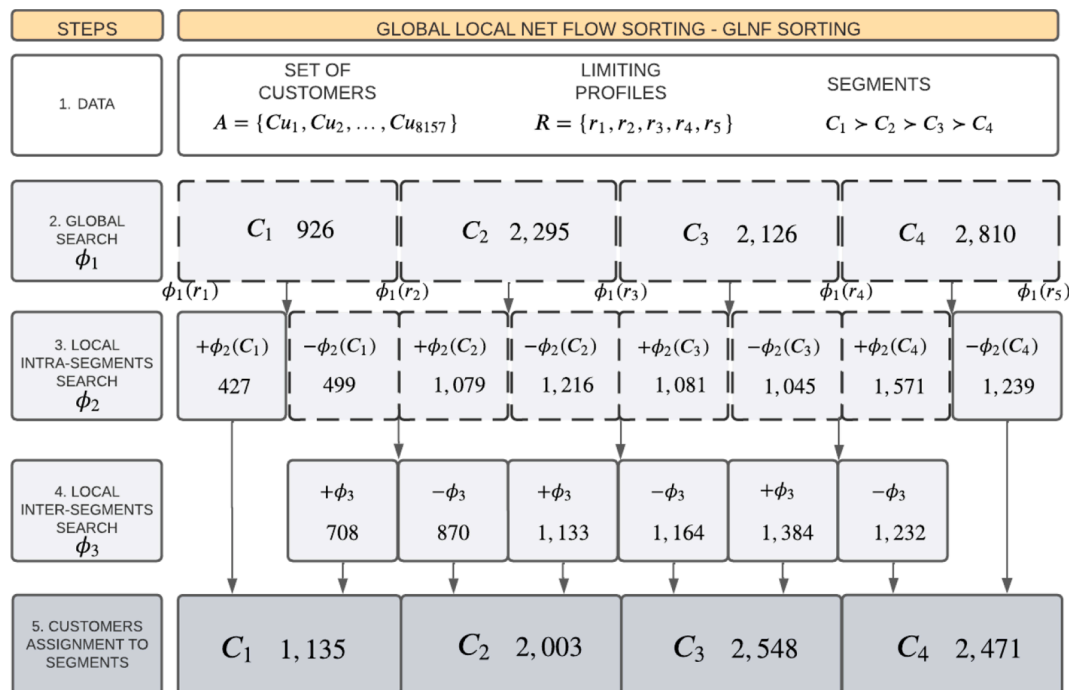 STEPS
GLOBAL LOCAL NET FLOW SORTING - GLNF SORTING
1. DATA
SET OF
CUSTOMERS
A = {Cu₁, Cu₂, …, Cu₈₁₅₇}
LIMITING
PROFILES
R = {r₁, r₂, r₃, r₄, r₅}
SEGMENTS
C₁ ≻ C₂ ≻ C₃ ≻ C₄
2. GLOBAL
SEARCH
ϕ₁
C₁ 926
C₂ 2,295
C₃ 2,126
C₄ 2,810
ϕ₁(r₁)
ϕ₁(r₂)
ϕ₁(r₃)
ϕ₁(r₄)
ϕ₁(r₅)
3. LOCAL
INTRA-SEGMENTS
SEARCH
ϕ₂
+ϕ₂(C₁)
427
−ϕ₂(C₁)
499
+ϕ₂(C₂)
1,079
−ϕ₂(C₂)
1,216
+ϕ₂(C₃)
1,081
−ϕ₂(C₃)
1,045
+ϕ₂(C₄)
1,571
−ϕ₂(C₄)
1,239
4. LOCAL
INTER-SEGMENTS
SEARCH
ϕ₃
+ϕ₃
708
−ϕ₃
870
+ϕ₃
1,133
−ϕ₃
1,164
+ϕ₃
1,384
−ϕ₃
1,232
5. CUSTOMERS
ASSIGNMENT TO
SEGMENTS
C₁ 1,135
C₂ 2,003
C₃ 2,548
C₄ 2,471